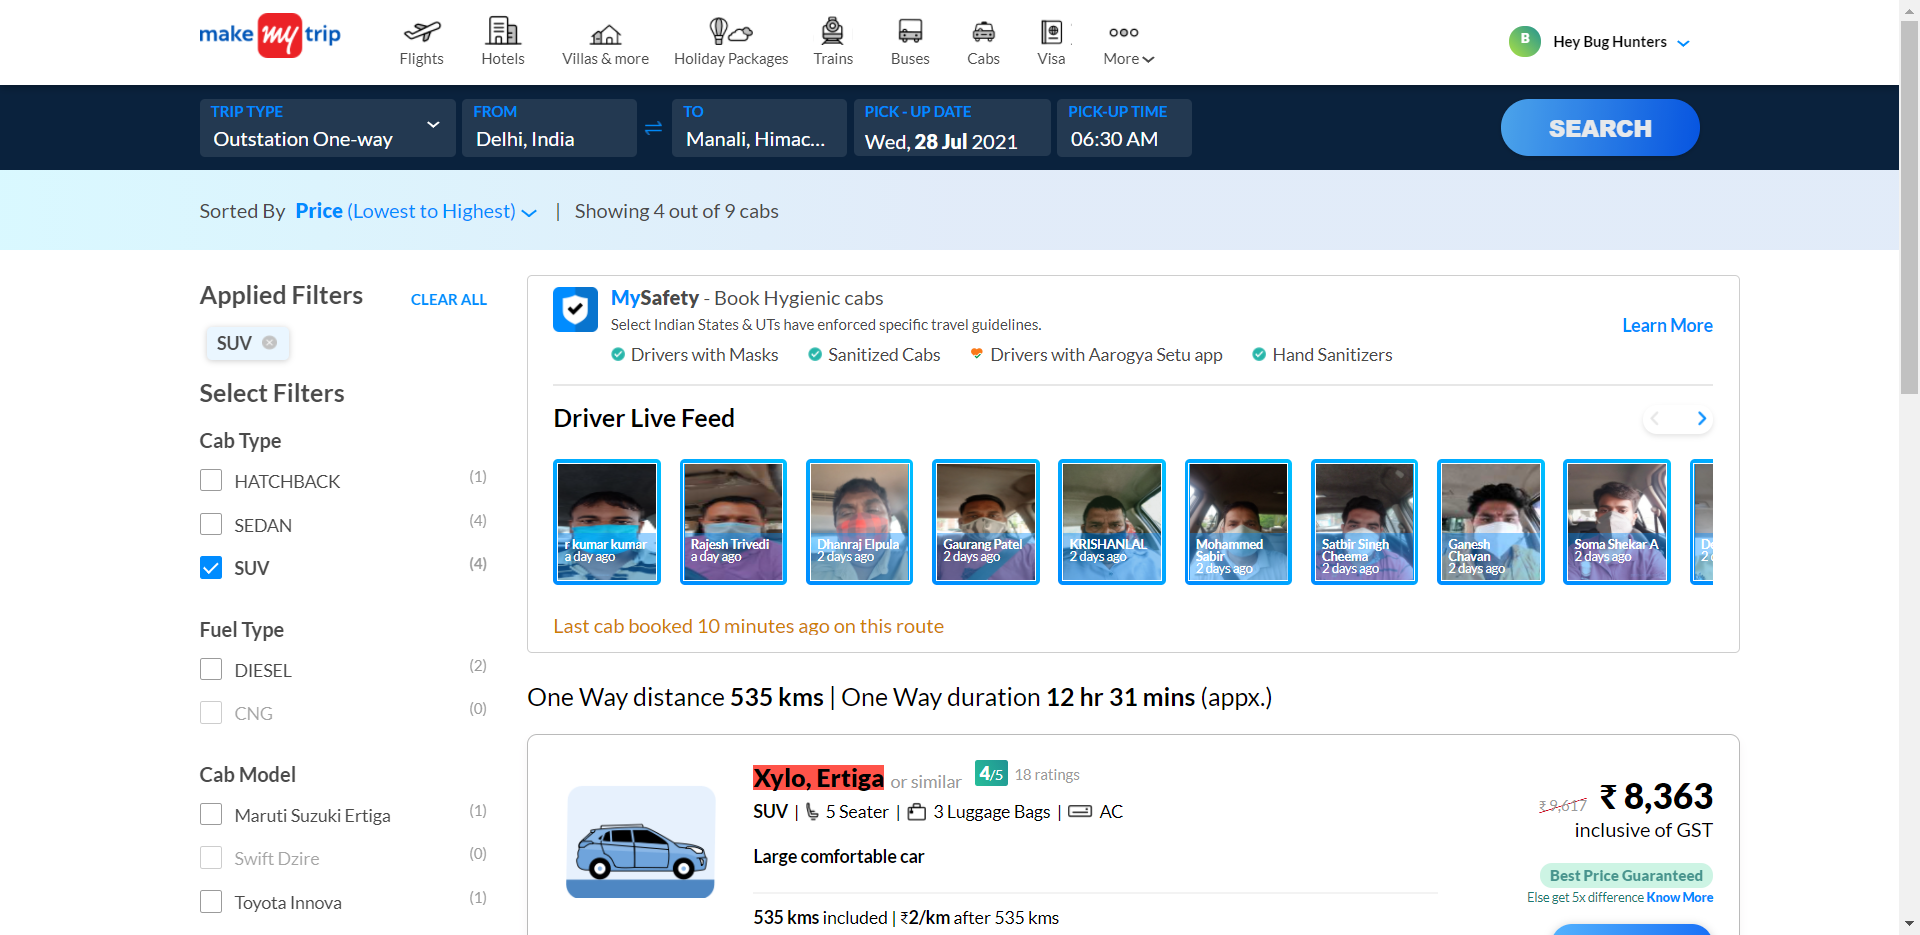 make my trip
Flights
Hotels
Villas & more
Holiday Packages
Trains
Buses
Cabs
Visa
More
B
Hey Bug Hunters
TRIP TYPE
Outstation One-way
FROM
Delhi, India
TO
Manali, Himac...
PICK - UP DATE
Wed, 28 Jul 2021
PICK-UP TIME
06:30 AM
SEARCH
Sorted By Price (Lowest to Highest) | Showing 4 out of 9 cabs
Applied Filters
CLEAR ALL
SUV
Select Filters
Cab Type
HATCHBACK (1)
SEDAN (4)
SUV (4)
Fuel Type
DIESEL (2)
CNG (0)
Cab Model
Maruti Suzuki Ertiga (1)
Swift Dzire (0)
Toyota Innova (1)
MySafety - Book Hygienic cabs
Select Indian States & UTs have enforced specific travel guidelines.
Learn More
Drivers with Masks
Sanitized Cabs
Drivers with Aarogya Setu app
Hand Sanitizers
Driver Live Feed
r kumar kumar
a day ago
Rajesh Trivedi
a day ago
Dhanraj Elpula
2 days ago
Gaurang Patel
2 days ago
KRISHANLAL
2 days ago
Mohammed
Sabir
2 days ago
Satbir Singh
Cheema
2 days ago
Ganesh
Chavan
2 days ago
Soma Shekar A
2 days ago
Last cab booked 10 minutes ago on this route
One Way distance 535 kms | One Way duration 12 hr 31 mins (appx.)
Xylo, Ertiga or similar 4/5 18 ratings
SUV | 5 Seater | 3 Luggage Bags | AC
Large comfortable car
535 kms included | ₹2/km after 535 kms
₹ 9,617 ₹ 8,363
inclusive of GST
Best Price Guaranteed
Else get 5x difference Know More